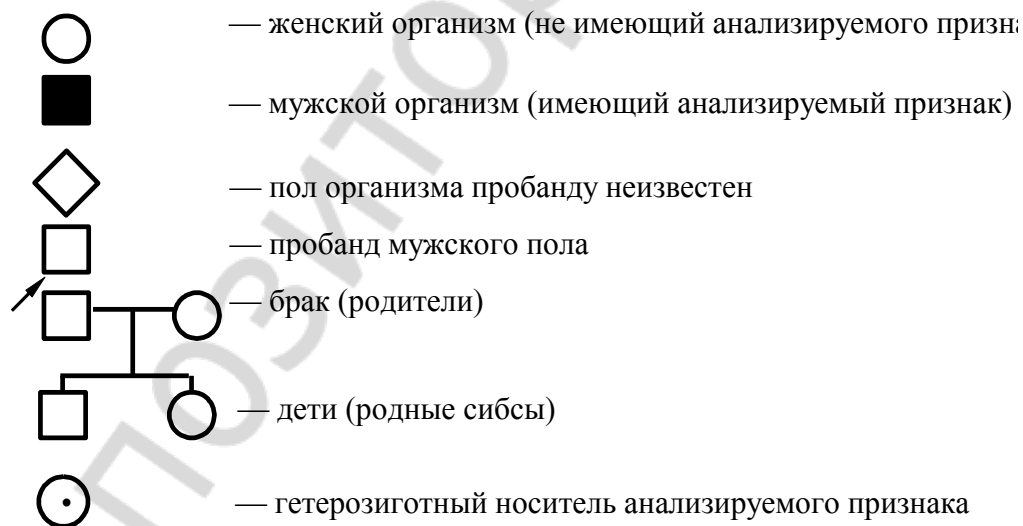 — женский организм (не имеющий анализируемого
— мужской организм (имеющий анализируемый признак)
— пол организма пробанду неизвестен
— пробанд мужского пола
— брак (родители)
— дети (родные сибсы)
— гетерозиготный носитель анализируемого признака